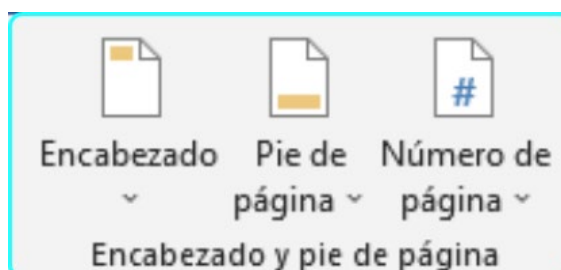 #
Encabezado
Pie de página
Número de página
Encabezado y pie de página